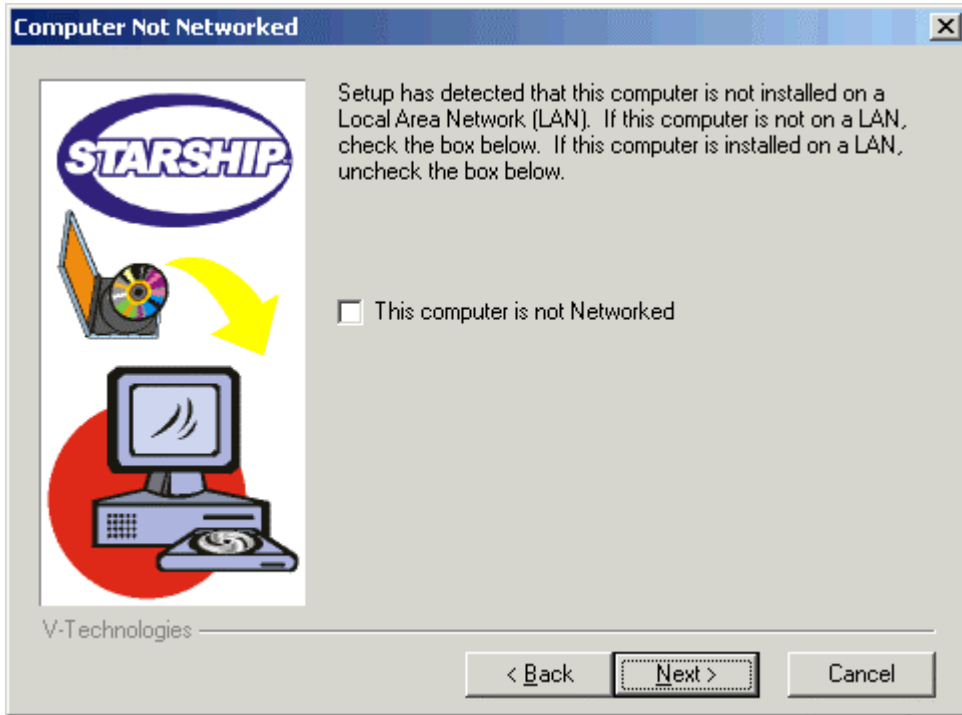 Computer Not Networked
STARSHIP
Setup has detected that this computer is not installed on a
Local Area Network (LAN). If this computer is not on a LAN,
check the box below. If this computer is installed on a LAN,
uncheck the box below.
This computer is not Networked
V-Technologies
< Back
Next >
Cancel